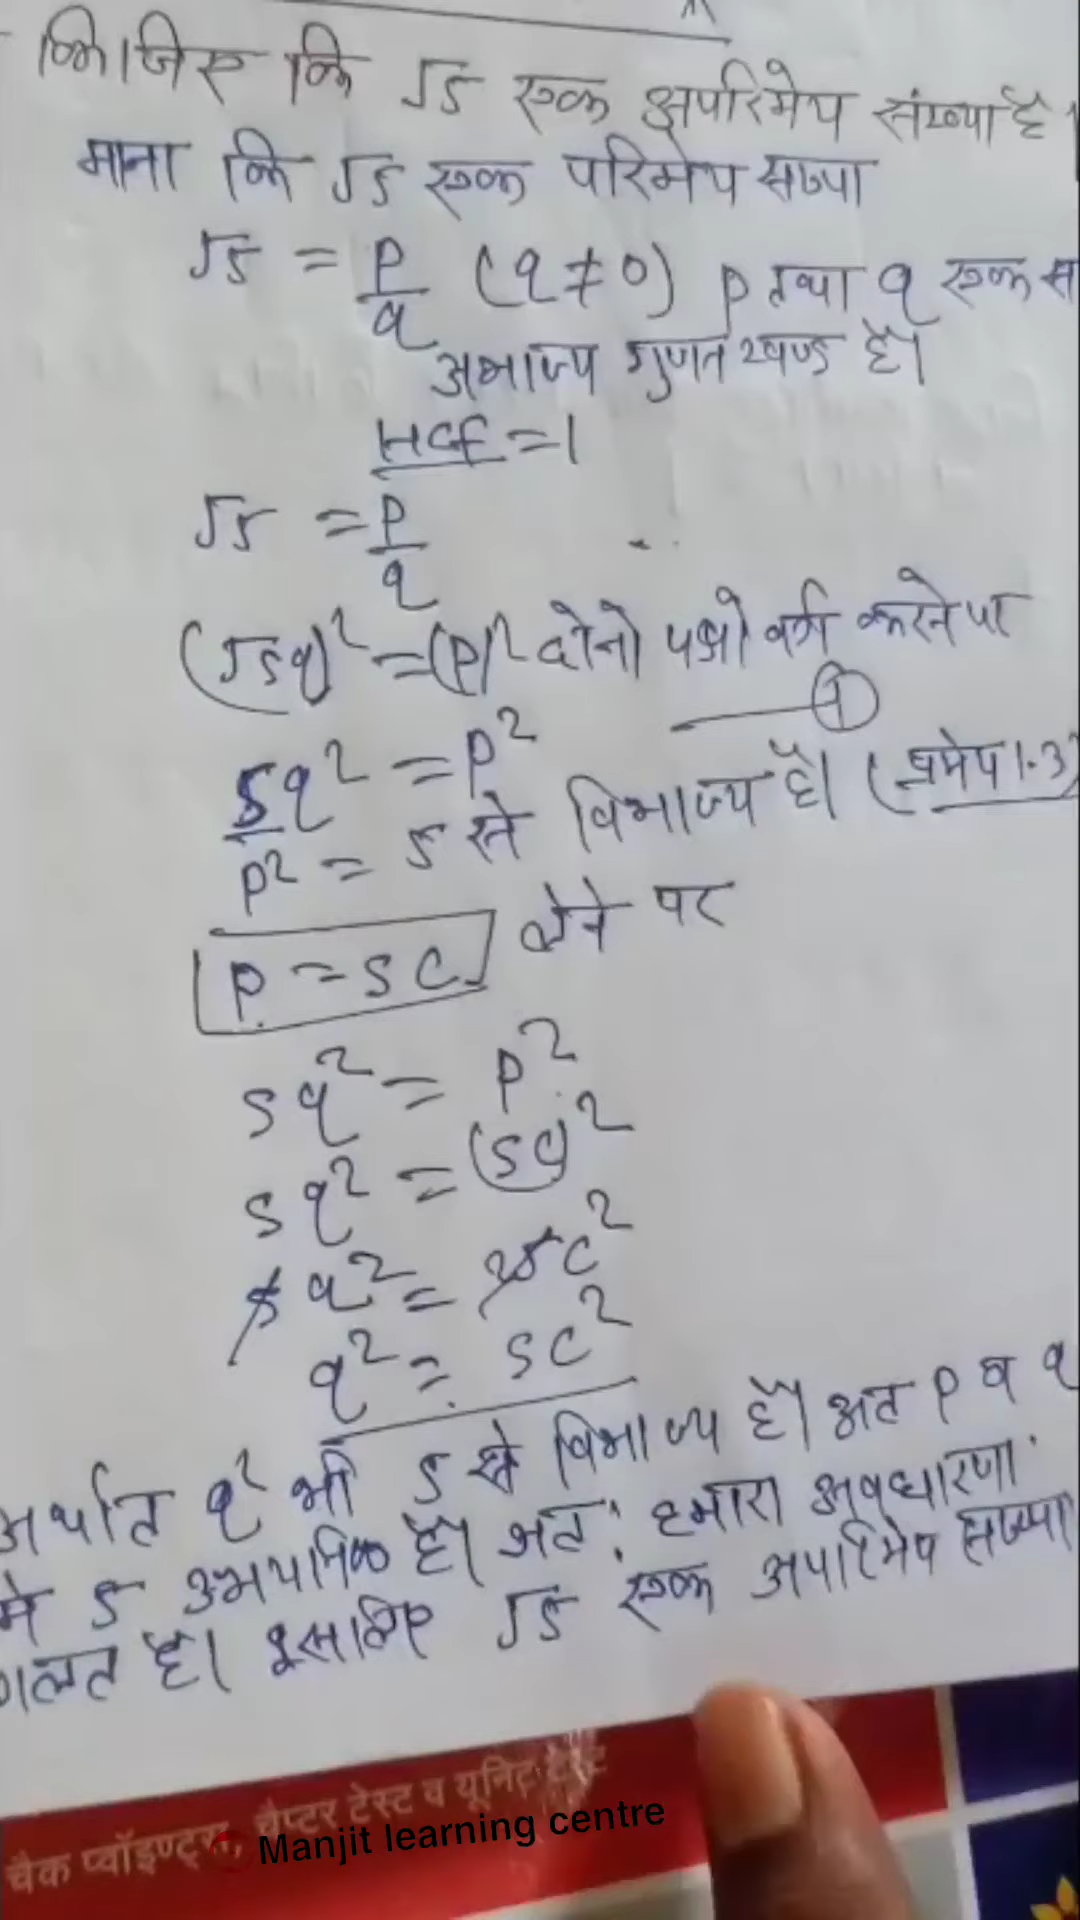 किजिए कि √5 एक अपरिमेय संख्या है।
माना कि √5 एक परिमेय संख्या
√5 = p/q (q ≠ 0) p तथा q एक स
अभाज्य गुणनखण्ड है।
HCF = 1
√5 = p/q
(√5q)² = (p)² दोनो पक्षो वर्ग करने पर
5q² = p² — ①
p² = 5 से विभाज्य है। (प्रमेय 1.3)
p = 5c लेने पर
5q² = p²
5q² = (5c)²
5q² = 25c²
q² = 5c²
अर्थात q² भी 5 से विभाज्य है। अत p व q
मे 5 उभयनिष्ठ है। अत: हमारा अवधारणा
गलत है। इसलिए √5 एक अपरिमेय संख्या
चैक प्वॉइण्ट्स, चैप्टर टेस्ट व यूनिट टेस्ट
Manjit learning centre